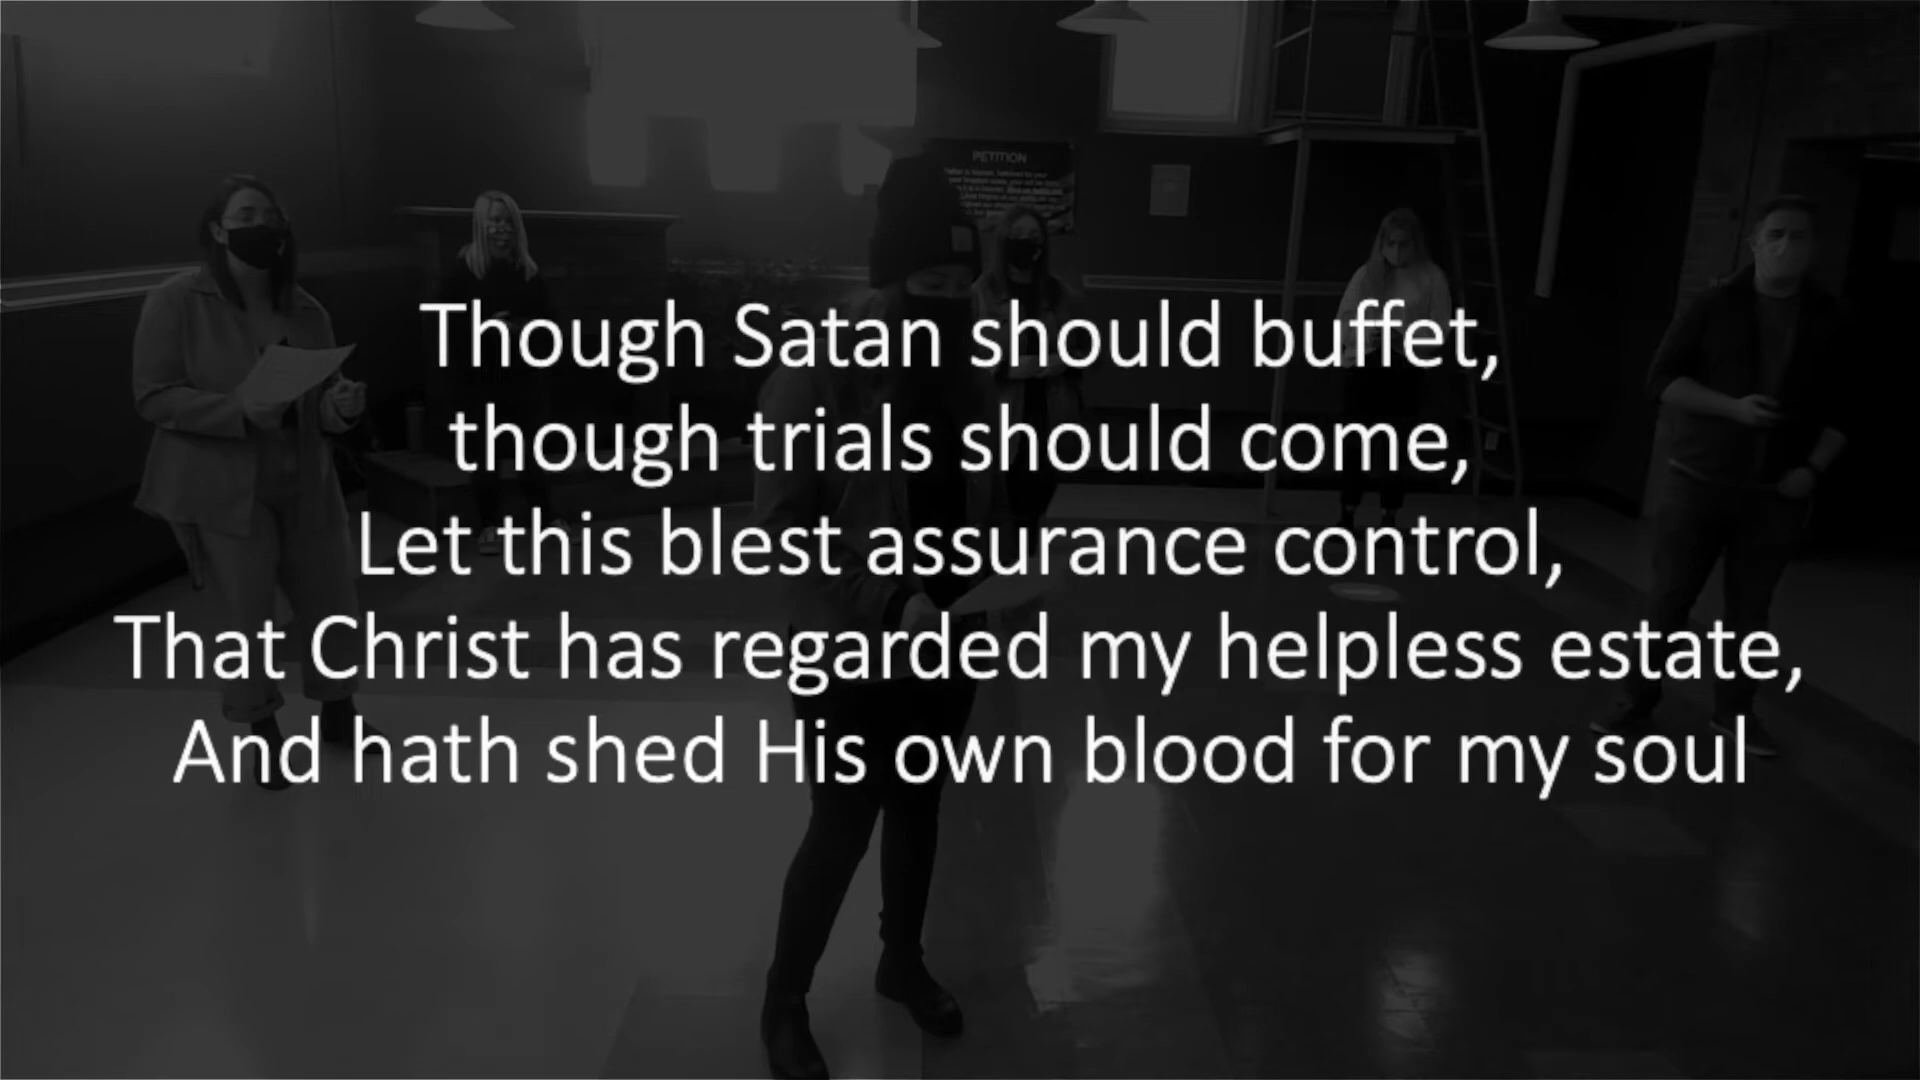 PETITION
Though Satan should buffet,
though trials should come,
Let this blest assurance control,
That Christ has regarded my helpless estate,
And hath shed His own blood for my soul